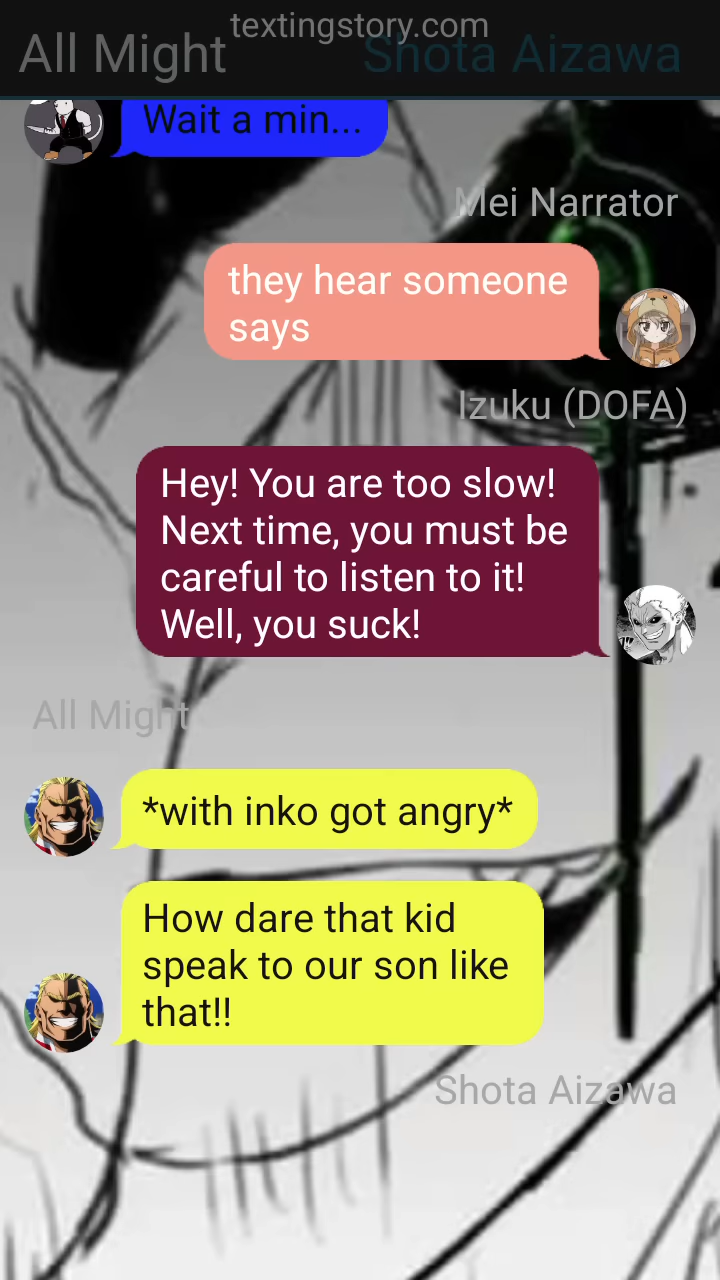 textingstory.com
All Might
Shota Aizawa
Wait a min...
Mei Narrator
they hear someone
says
Izuku (DOFA)
Hey! You are too slow!
Next time, you must be
careful to listen to it!
Well, you suck!
All Might
*with inko got angry*
How dare that kid
speak to our son like
that!!
Shota Aizawa